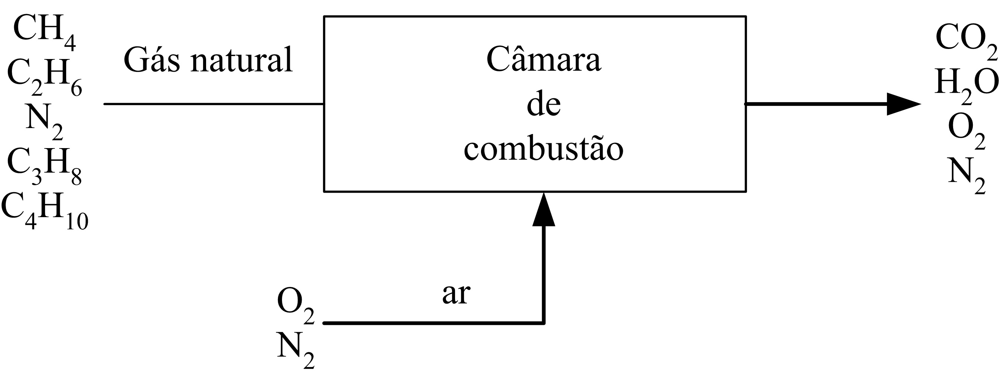 CH₄
C₂H₆
N₂
C₃H₈
C₄H₁₀
Gás natural
Câmara
de
combustão
CO₂
H₂O
O₂
N₂
ar
O₂
N₂